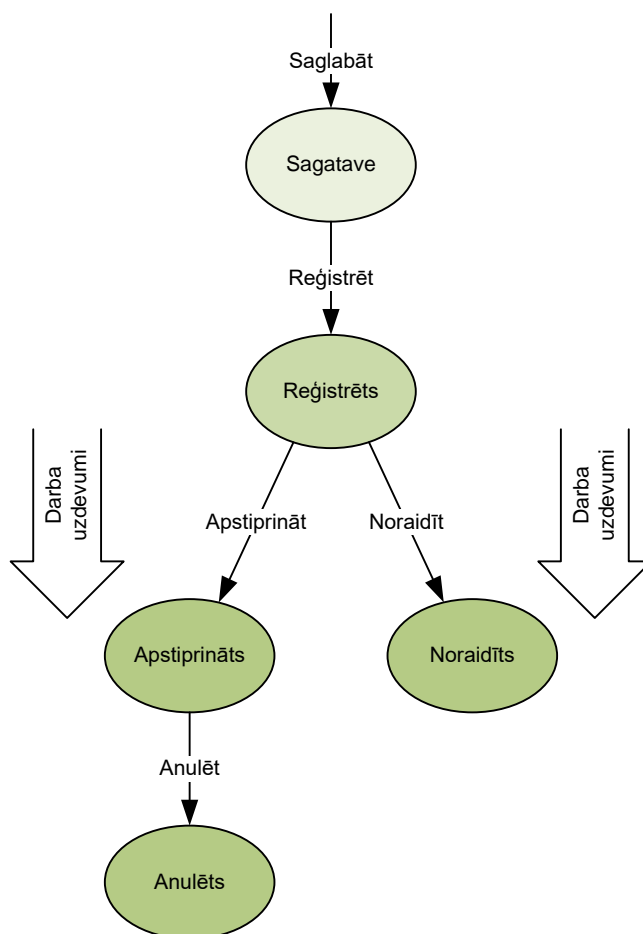 Saglabāt
Sagatave
Reģistrēt
Reģistrēts
Darba
uzdevumi
Darba
uzdevumi
Apstiprināt
Noraidīt
Apstiprināts
Noraidīts
Anulēt
Anulēts